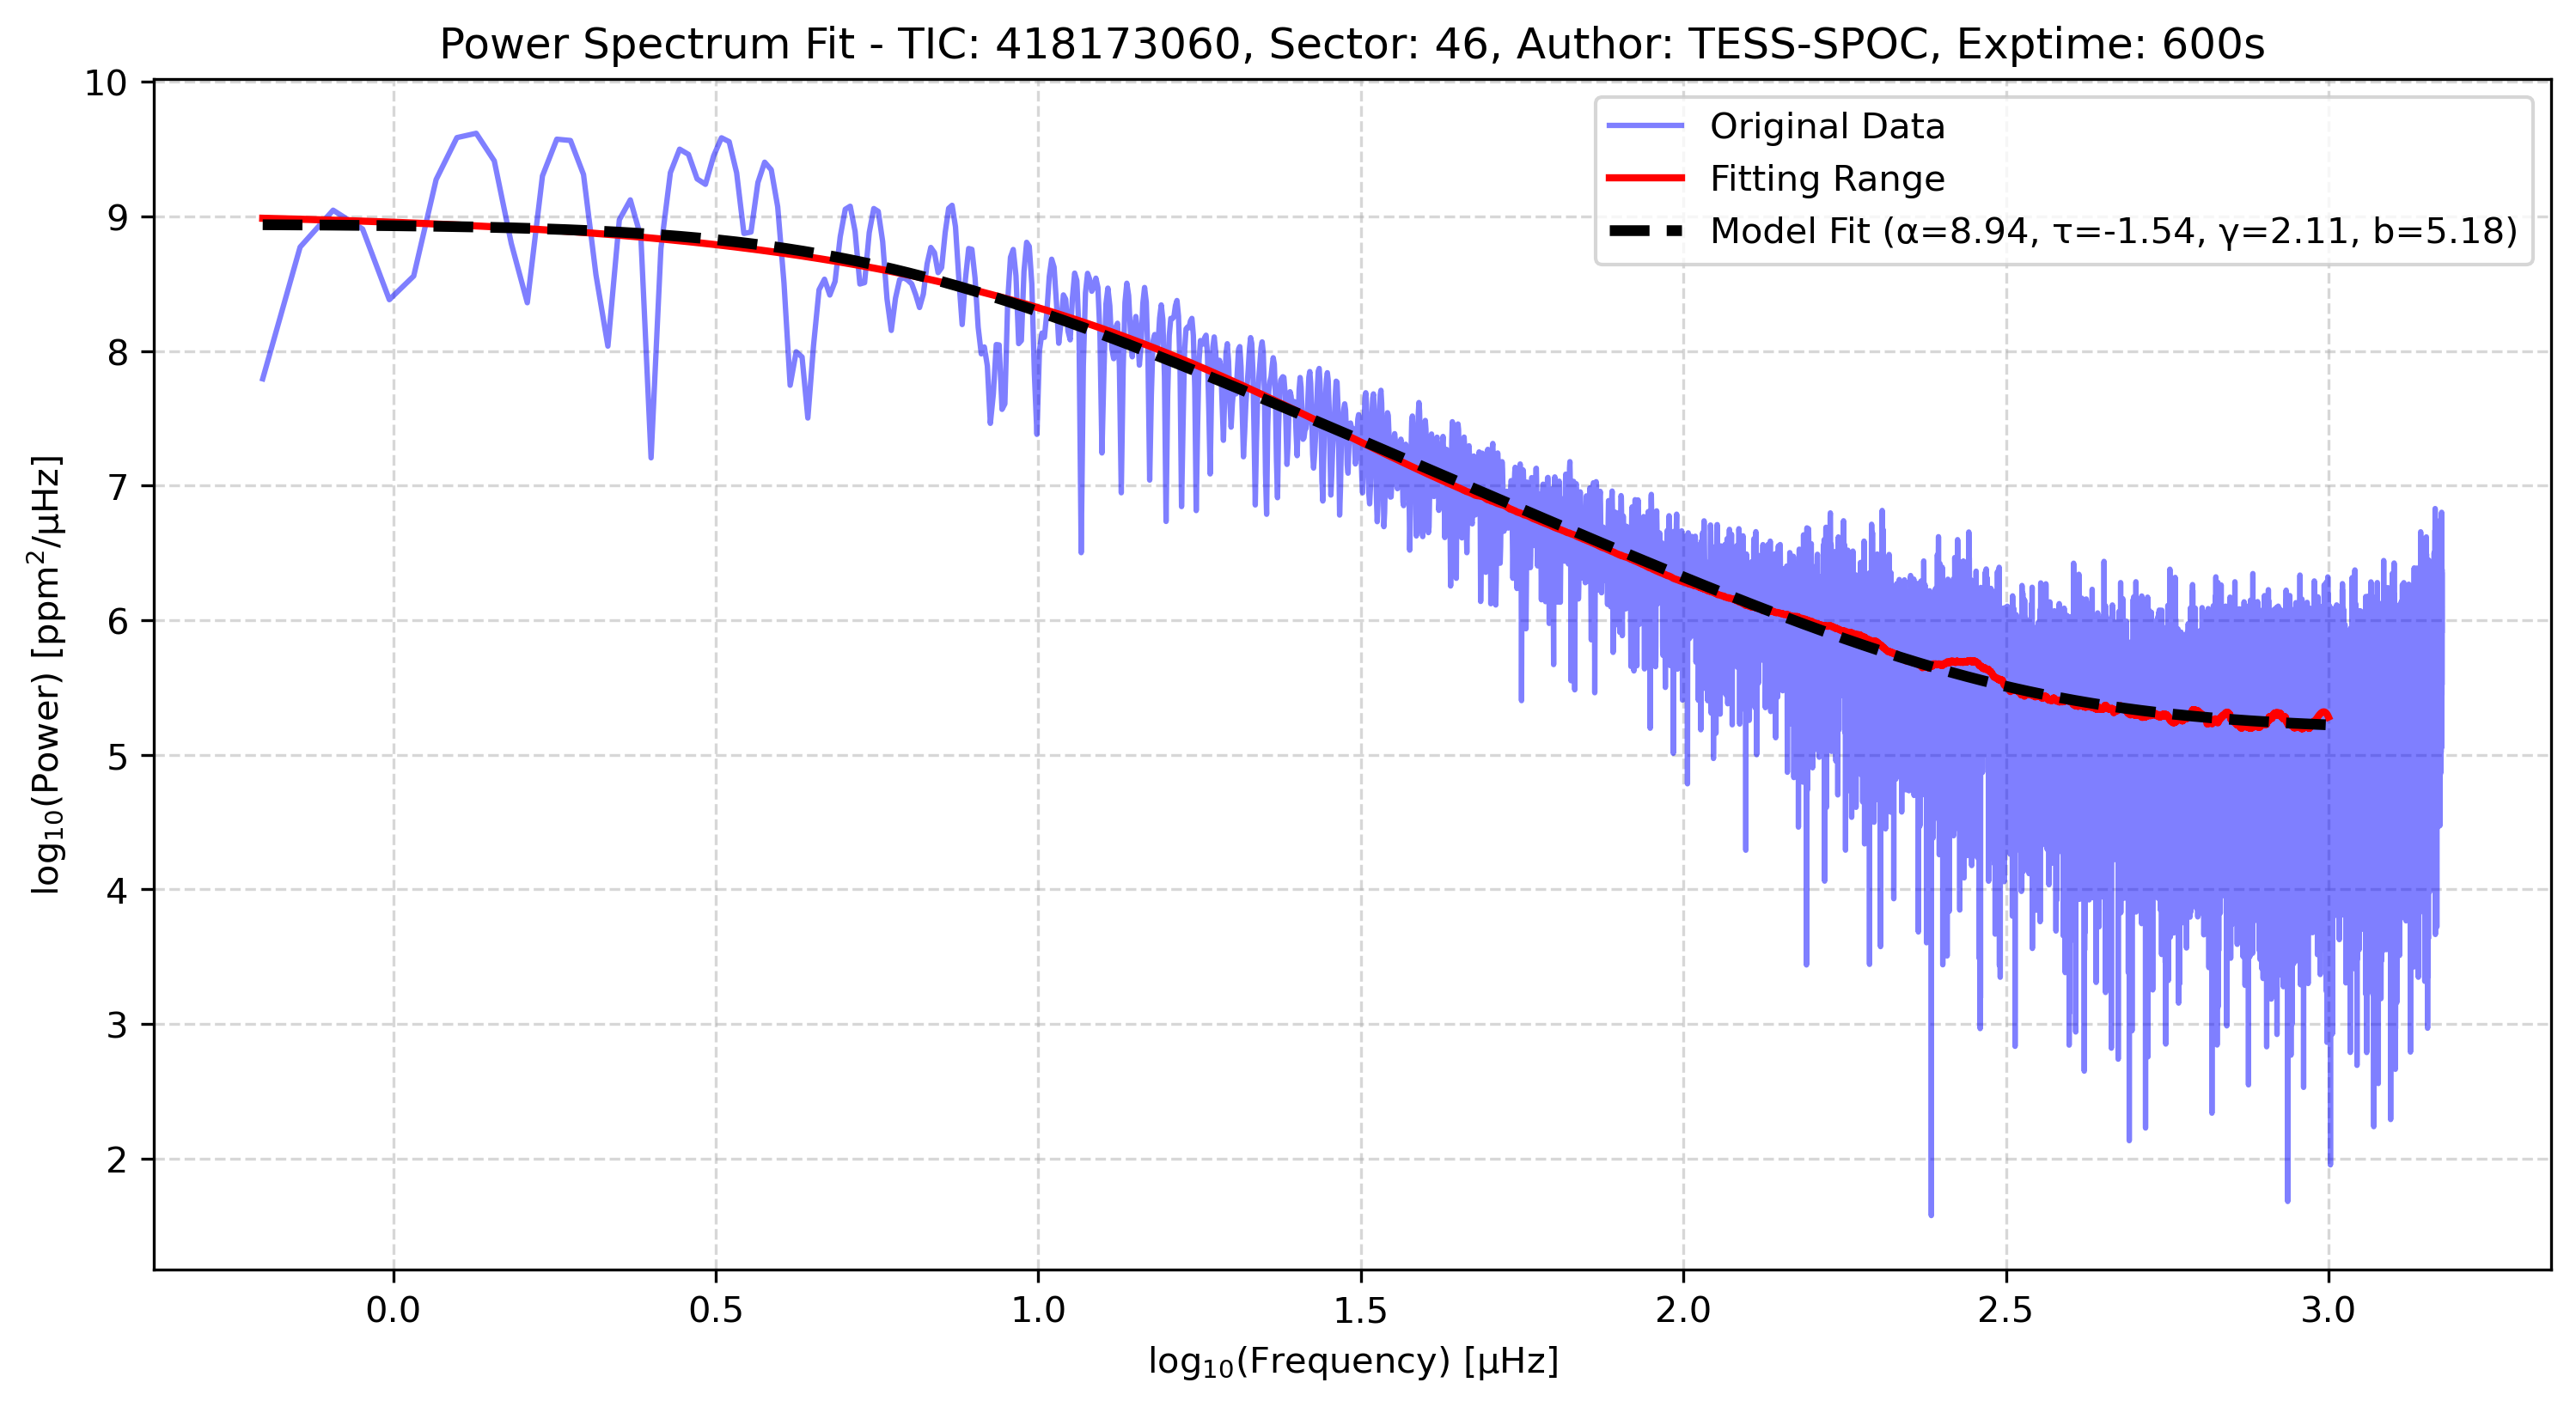 Power Spectrum Fit - TIC: 418173060, Sector: 46, Author: TESS-SPOC, Exptime: 600s
Original Data
Fitting Range
Model Fit (α=8.94, τ=-1.54, γ=2.11, b=5.18)
log₁₀(Power) [ppm²/μHz]
10
9
8
7
6
5
4
3
2
0.0 0.5 1.0 1.5 2.0 2.5 3.0
log₁₀(Frequency) [μHz]